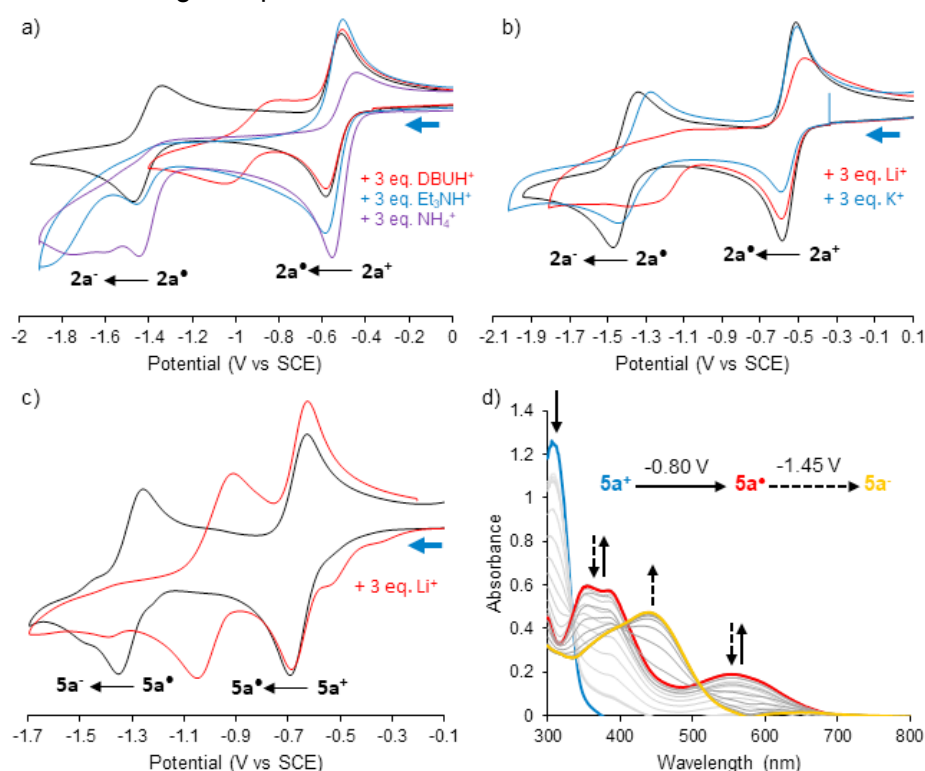 a)
+ 3 eq. DBUH⁺
+ 3 eq. Et₃NH⁺
+ 3 eq. NH₄⁺
2a⁻ ← 2a•
2a• ← 2a⁺
-2 -1.8 -1.6 -1.4 -1.2 -1 -0.8 -0.6 -0.4 -0.2 0
Potential (V vs SCE)
b)
+ 3 eq. Li⁺
+ 3 eq. K⁺
2a⁻ ← 2a•
2a• ← 2a⁺
-2.1 -1.9 -1.7 -1.5 -1.3 -1.1 -0.9 -0.7 -0.5 -0.3 -0.1 0.1
Potential (V vs SCE)
c)
+ 3 eq. Li⁺
5a⁻ ← 5a•
5a• ← 5a⁺
-1.7 -1.5 -1.3 -1.1 -0.9 -0.7 -0.5 -0.3 -0.1
Potential (V vs SCE)
d)
1.4
1.2
1
0.8
0.6
0.4
0.2
0
Absorbance
-0.80 V -1.45 V
5a⁺ 5a• 5a⁻
300 400 500 600 700 800
Wavelength (nm)